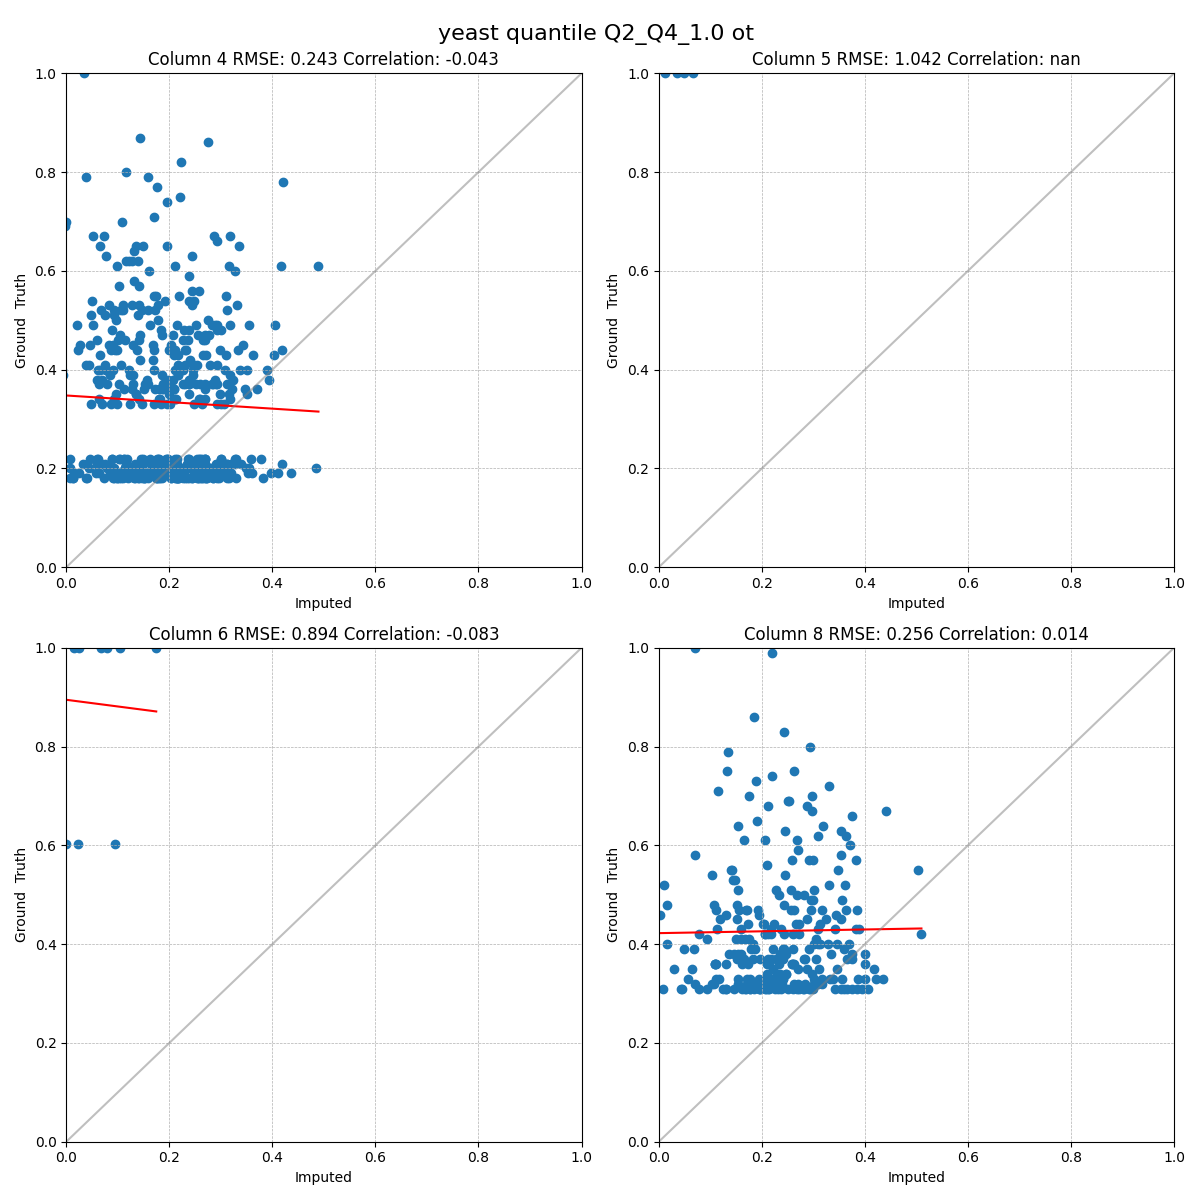 yeast quantile Q2_Q4_1.0 ot
Column 4 RMSE: 0.243 Correlation: -0.043
1.0
0.8
0.6
0.4
0.2
0.0
Ground Truth
0.0 0.2 0.4 0.6 0.8 1.0
Imputed
Column 5 RMSE: 1.042 Correlation: nan
1.0
0.8
0.6
0.4
0.2
0.0
Ground Truth
0.0 0.2 0.4 0.6 0.8 1.0
Imputed
Column 6 RMSE: 0.894 Correlation: -0.083
1.0
0.8
0.6
0.4
0.2
0.0
Ground Truth
0.0 0.2 0.4 0.6 0.8 1.0
Imputed
Column 8 RMSE: 0.256 Correlation: 0.014
1.0
0.8
0.6
0.4
0.2
0.0
Ground Truth
0.0 0.2 0.4 0.6 0.8 1.0
Imputed